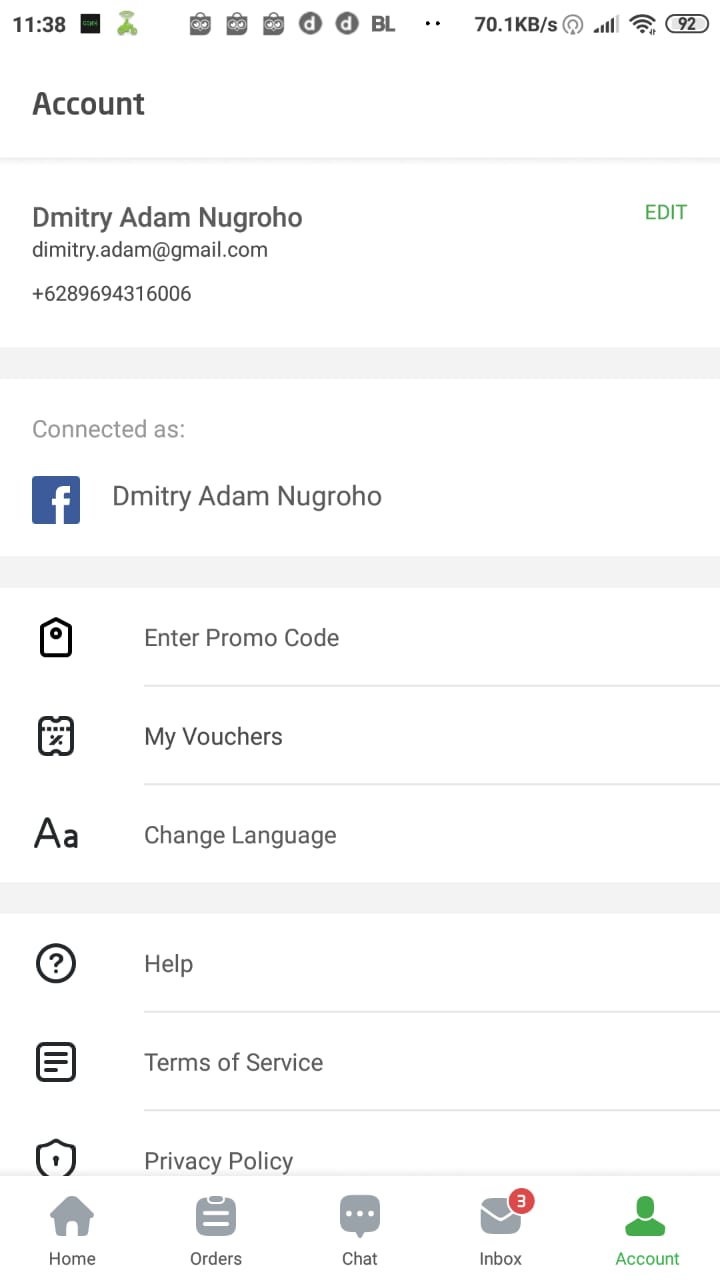 11:38 BL 70.1KB/s 92
Account
Dmitry Adam Nugroho
EDIT
dimitry.adam@gmail.com
+6289694316006
Connected as:
Dmitry Adam Nugroho
Enter Promo Code
My Vouchers
Aa Change Language
Help
Terms of Service
Privacy Policy
3
Home Orders Chat Inbox Account